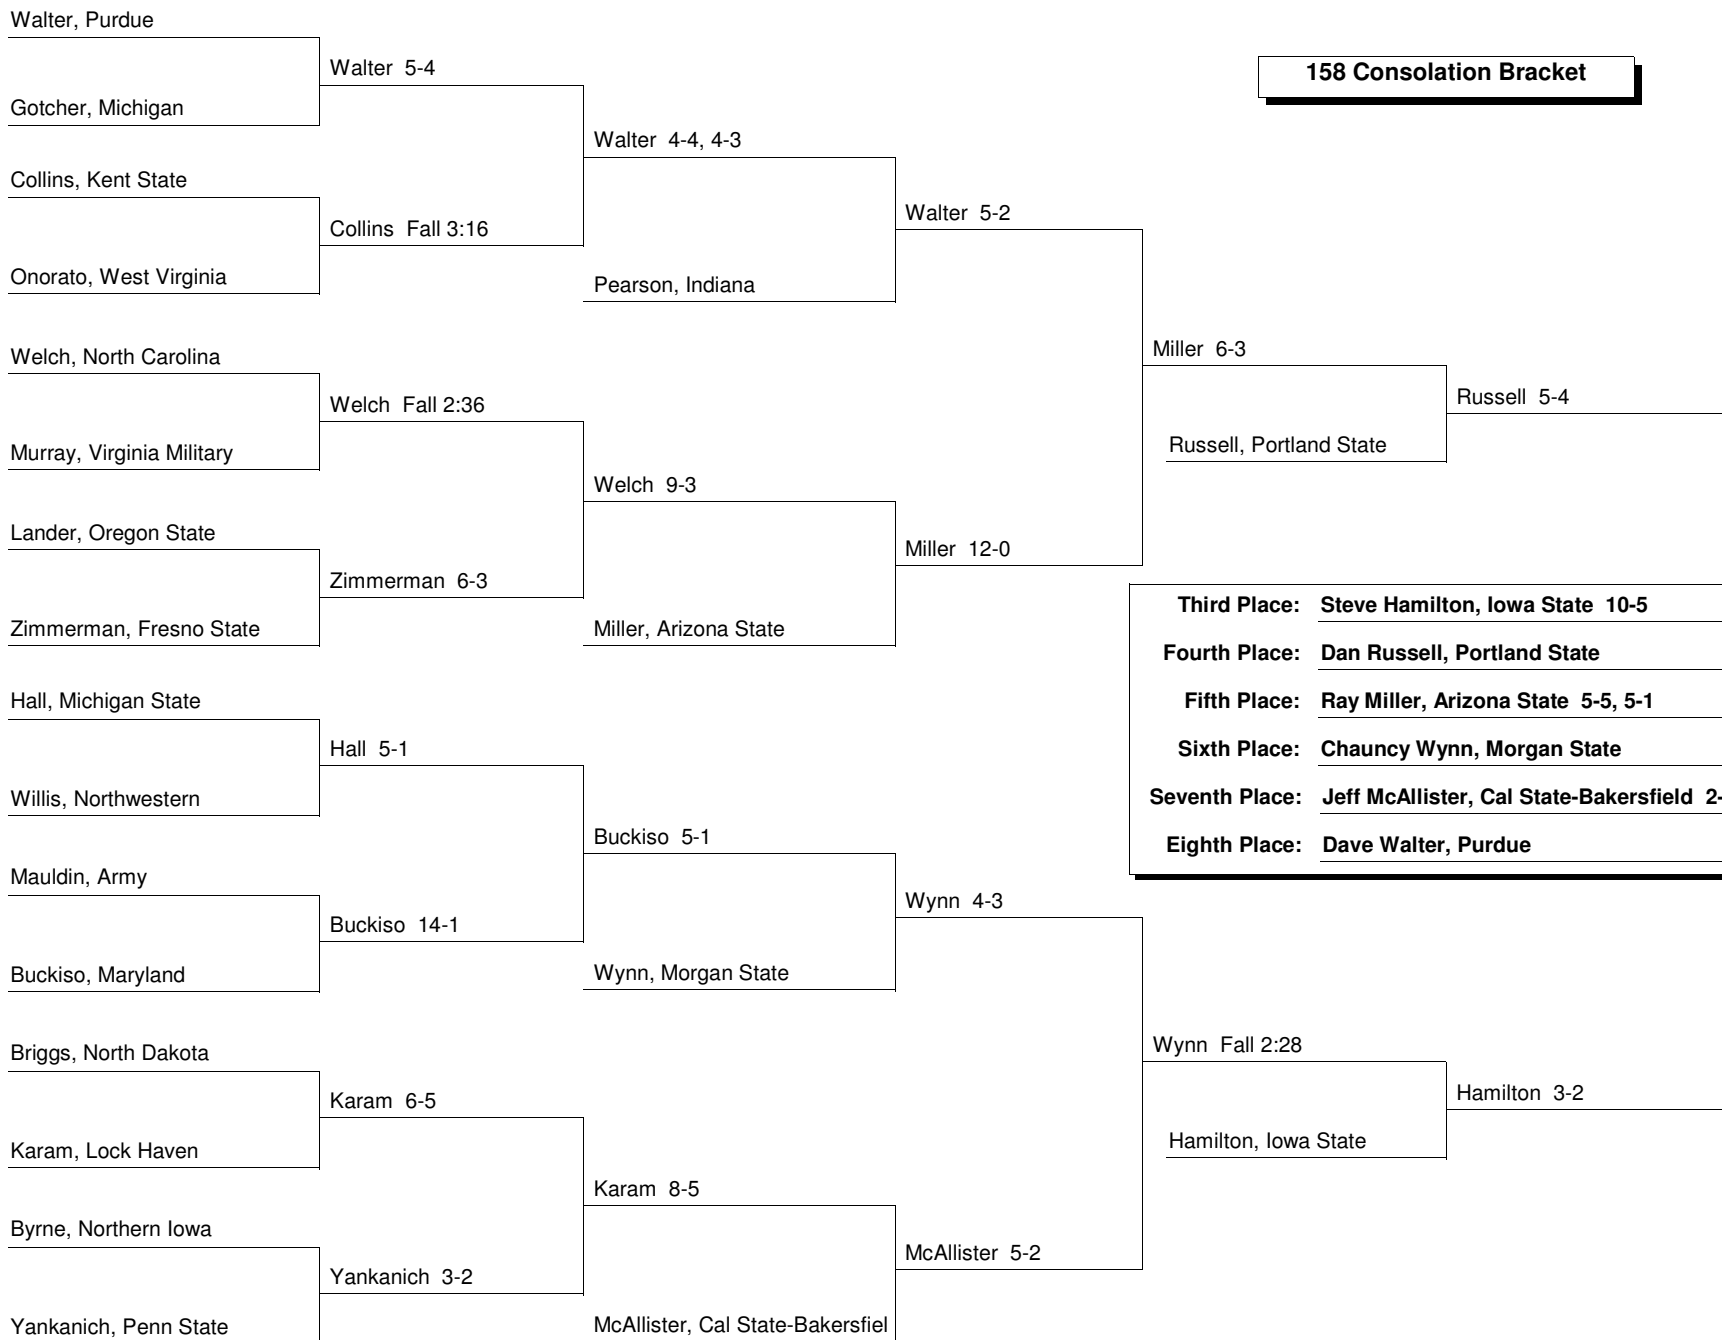 158 Consolation Bracket
Walter, Purdue
Gotcher, Michigan
Collins, Kent State
Onorato, West Virginia
Welch, North Carolina
Murray, Virginia Military
Lander, Oregon State
Zimmerman, Fresno State
Hall, Michigan State
Willis, Northwestern
Mauldin, Army
Buckiso, Maryland
Briggs, North Dakota
Karam, Lock Haven
Byrne, Northern Iowa
Yankanich, Penn State
Walter 5-4
Collins Fall 3:16
Welch Fall 2:36
Zimmerman 6-3
Hall 5-1
Buckiso 14-1
Karam 6-5
Yankanich 3-2
Walter 4-4, 4-3
Pearson, Indiana
Welch 9-3
Miller, Arizona State
Buckiso 5-1
Wynn, Morgan State
Karam 8-5
McAllister, Cal State-Bakersfiel
Walter 5-2
Miller 12-0
Wynn 4-3
McAllister 5-2
Miller 6-3
Russell, Portland State
Wynn Fall 2:28
Hamilton, Iowa State
Russell 5-4
Hamilton 3-2
Third Place: Steve Hamilton, Iowa State 10-5
Fourth Place: Dan Russell, Portland State
Fifth Place: Ray Miller, Arizona State 5-5, 5-1
Sixth Place: Chauncy Wynn, Morgan State
Seventh Place: Jeff McAllister, Cal State-Bakersfield 2-
Eighth Place: Dave Walter, Purdue